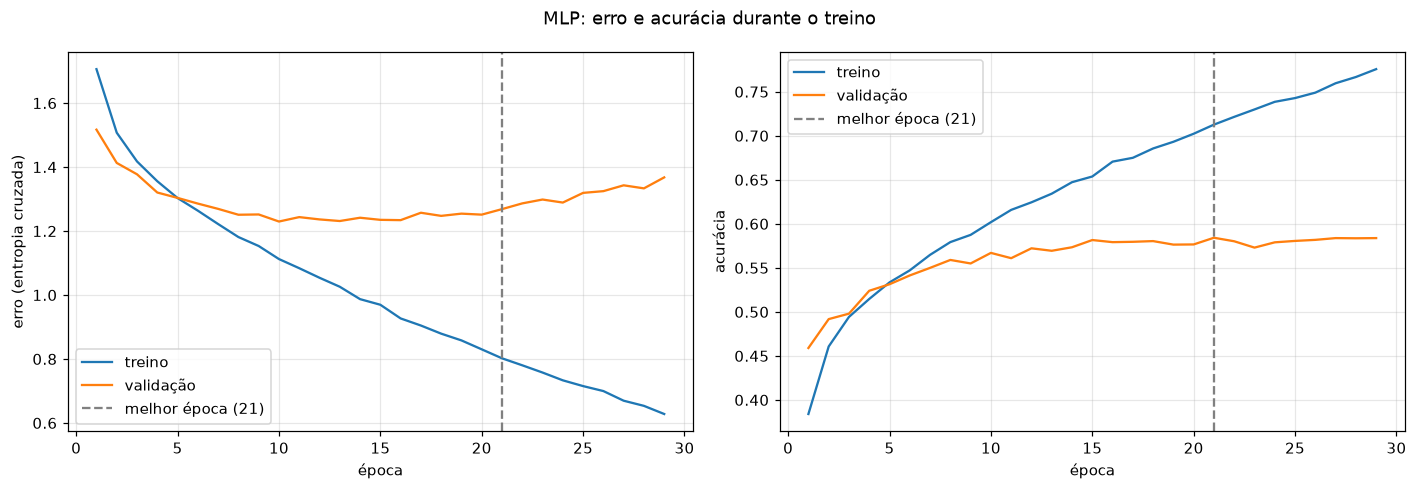 MLP: erro e acurácia durante o treino
erro (entropia cruzada)
1.6
1.4
1.2
1.0
0.8
0.6
treino
validação
melhor época (21)
0 5 10 15 20 25 30
época
acurácia
0.75
0.70
0.65
0.60
0.55
0.50
0.45
0.40
treino
validação
melhor época (21)
0 5 10 15 20 25 30
época